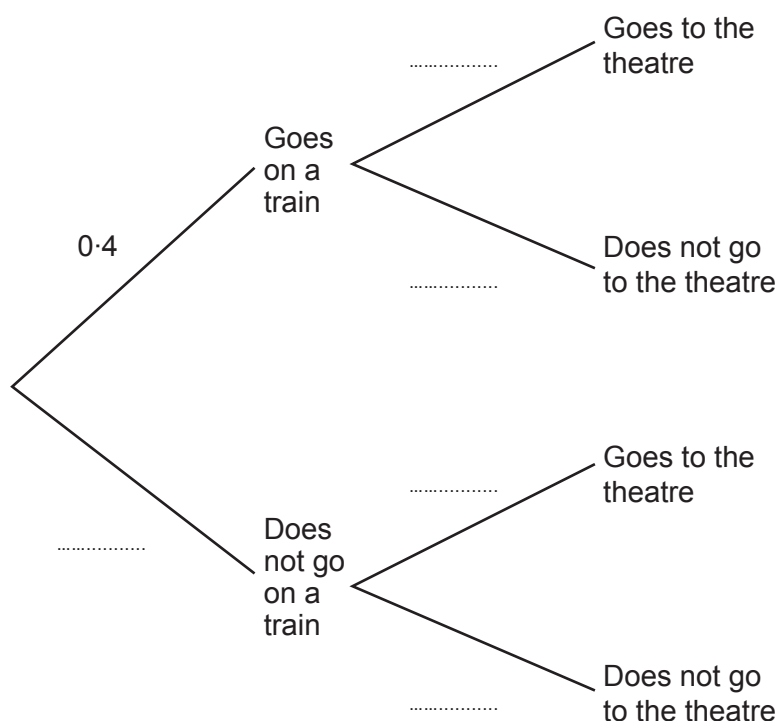 Goes to the
theatre
....................
Goes
on a
train
0·4
Does not go
to the theatre
....................
Goes to the
theatre
....................
Does
not go
on a
train
....................
Does not go
to the theatre
....................